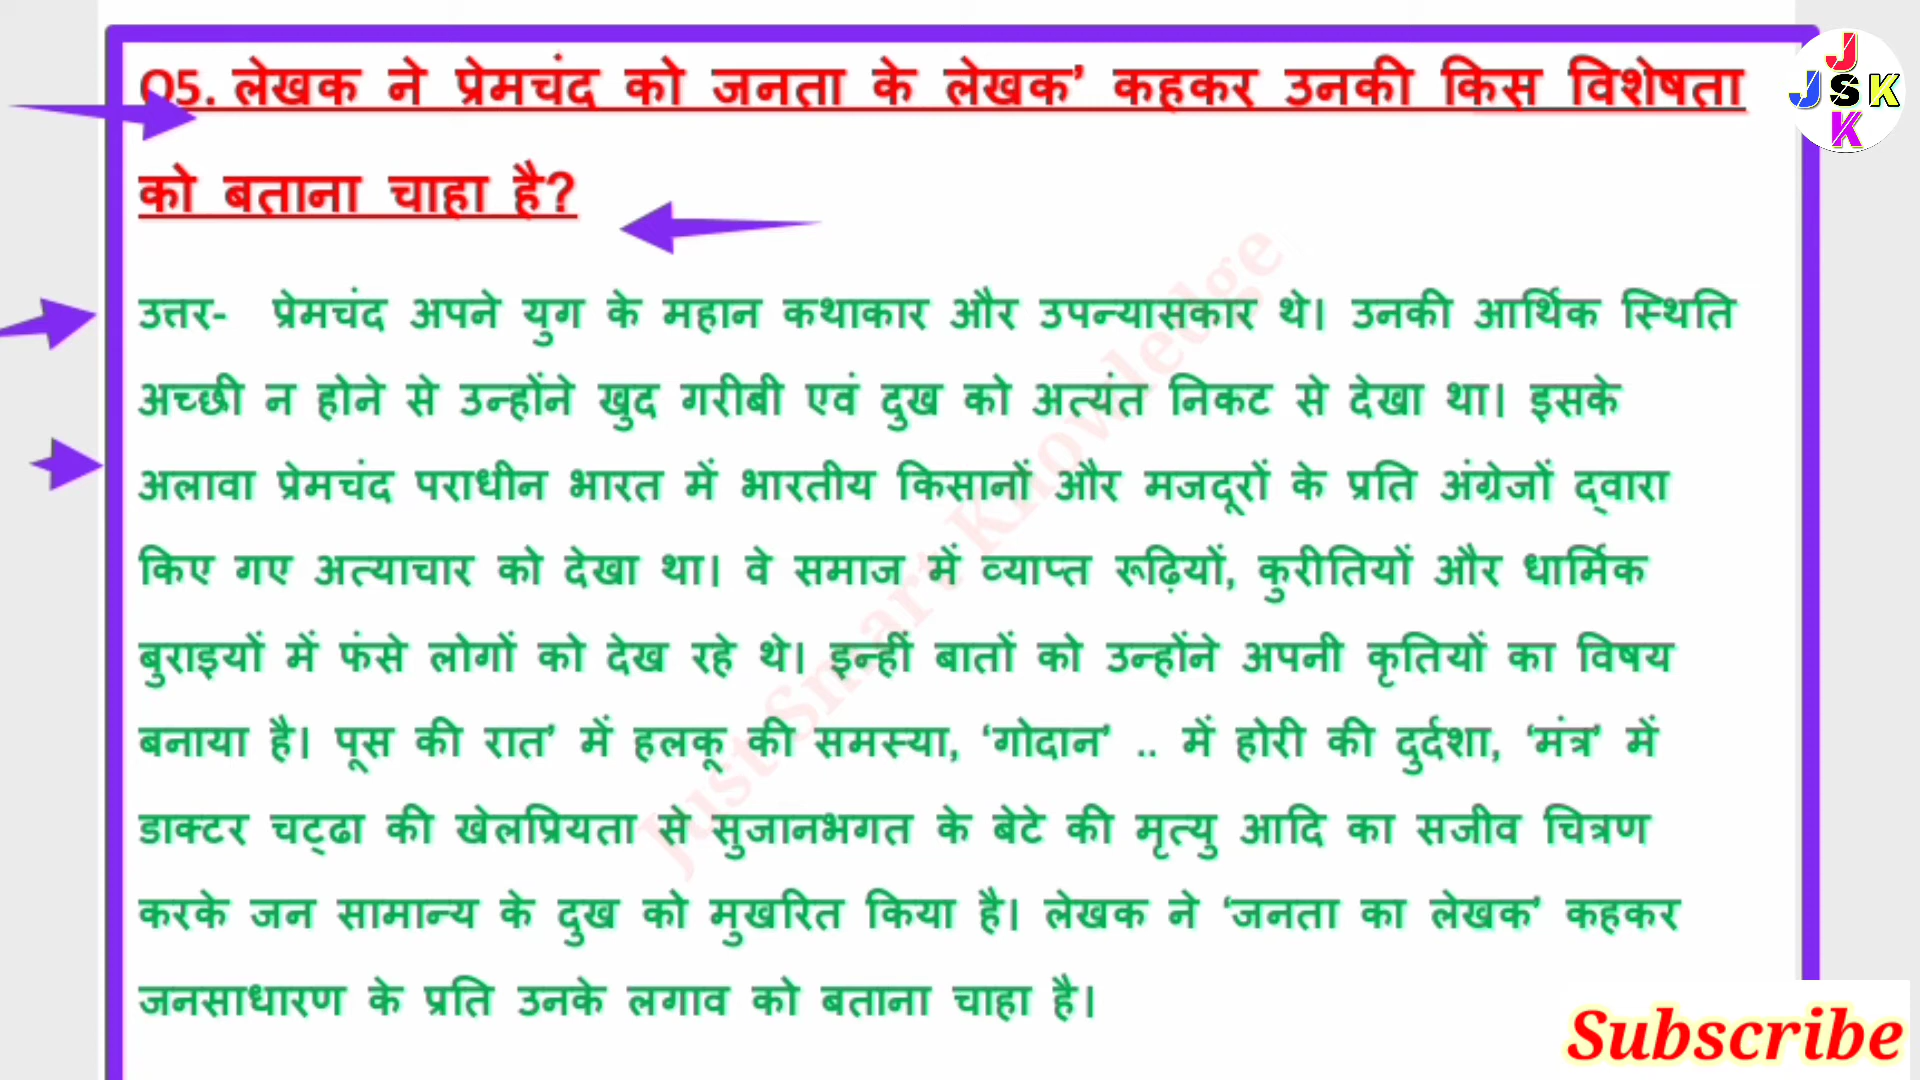 Q5. लेखक ने प्रेमचंद को जनता के लेखक’ कहकर उनकी किस विशेषता
को बताना चाहा है?
उत्तर- प्रेमचंद अपने युग के महान कथाकार और उपन्यासकार थे। उनकी आर्थिक स्थिति
अच्छी न होने से उन्होंने खुद गरीबी एवं दुख को अत्यंत निकट से देखा था। इसके
अलावा प्रेमचंद पराधीन भारत में भारतीय किसानों और मजदूरों के प्रति अंग्रेजों द्वारा
किए गए अत्याचार को देखा था। वे समाज में व्याप्त रूढ़ियों, कुरीतियों और धार्मिक
बुराइयों में फंसे लोगों को देख रहे थे। इन्हीं बातों को उन्होंने अपनी कृतियों का विषय
बनाया है। पूस की रात’ में हलकू की समस्या, ‘गोदान’ .. में होरी की दुर्दशा, ‘मंत्र’ में
डाक्टर चट्ढा की खेलप्रियता से सुजानभगत के बेटे की मृत्यु आदि का सजीव चित्रण
करके जन सामान्य के दुख को मुखरित किया है। लेखक ने ‘जनता का लेखक’ कहकर
जनसाधारण के प्रति उनके लगाव को बताना चाहा है।
Just Smart Knowledge
J
J S K
K
Subscribe